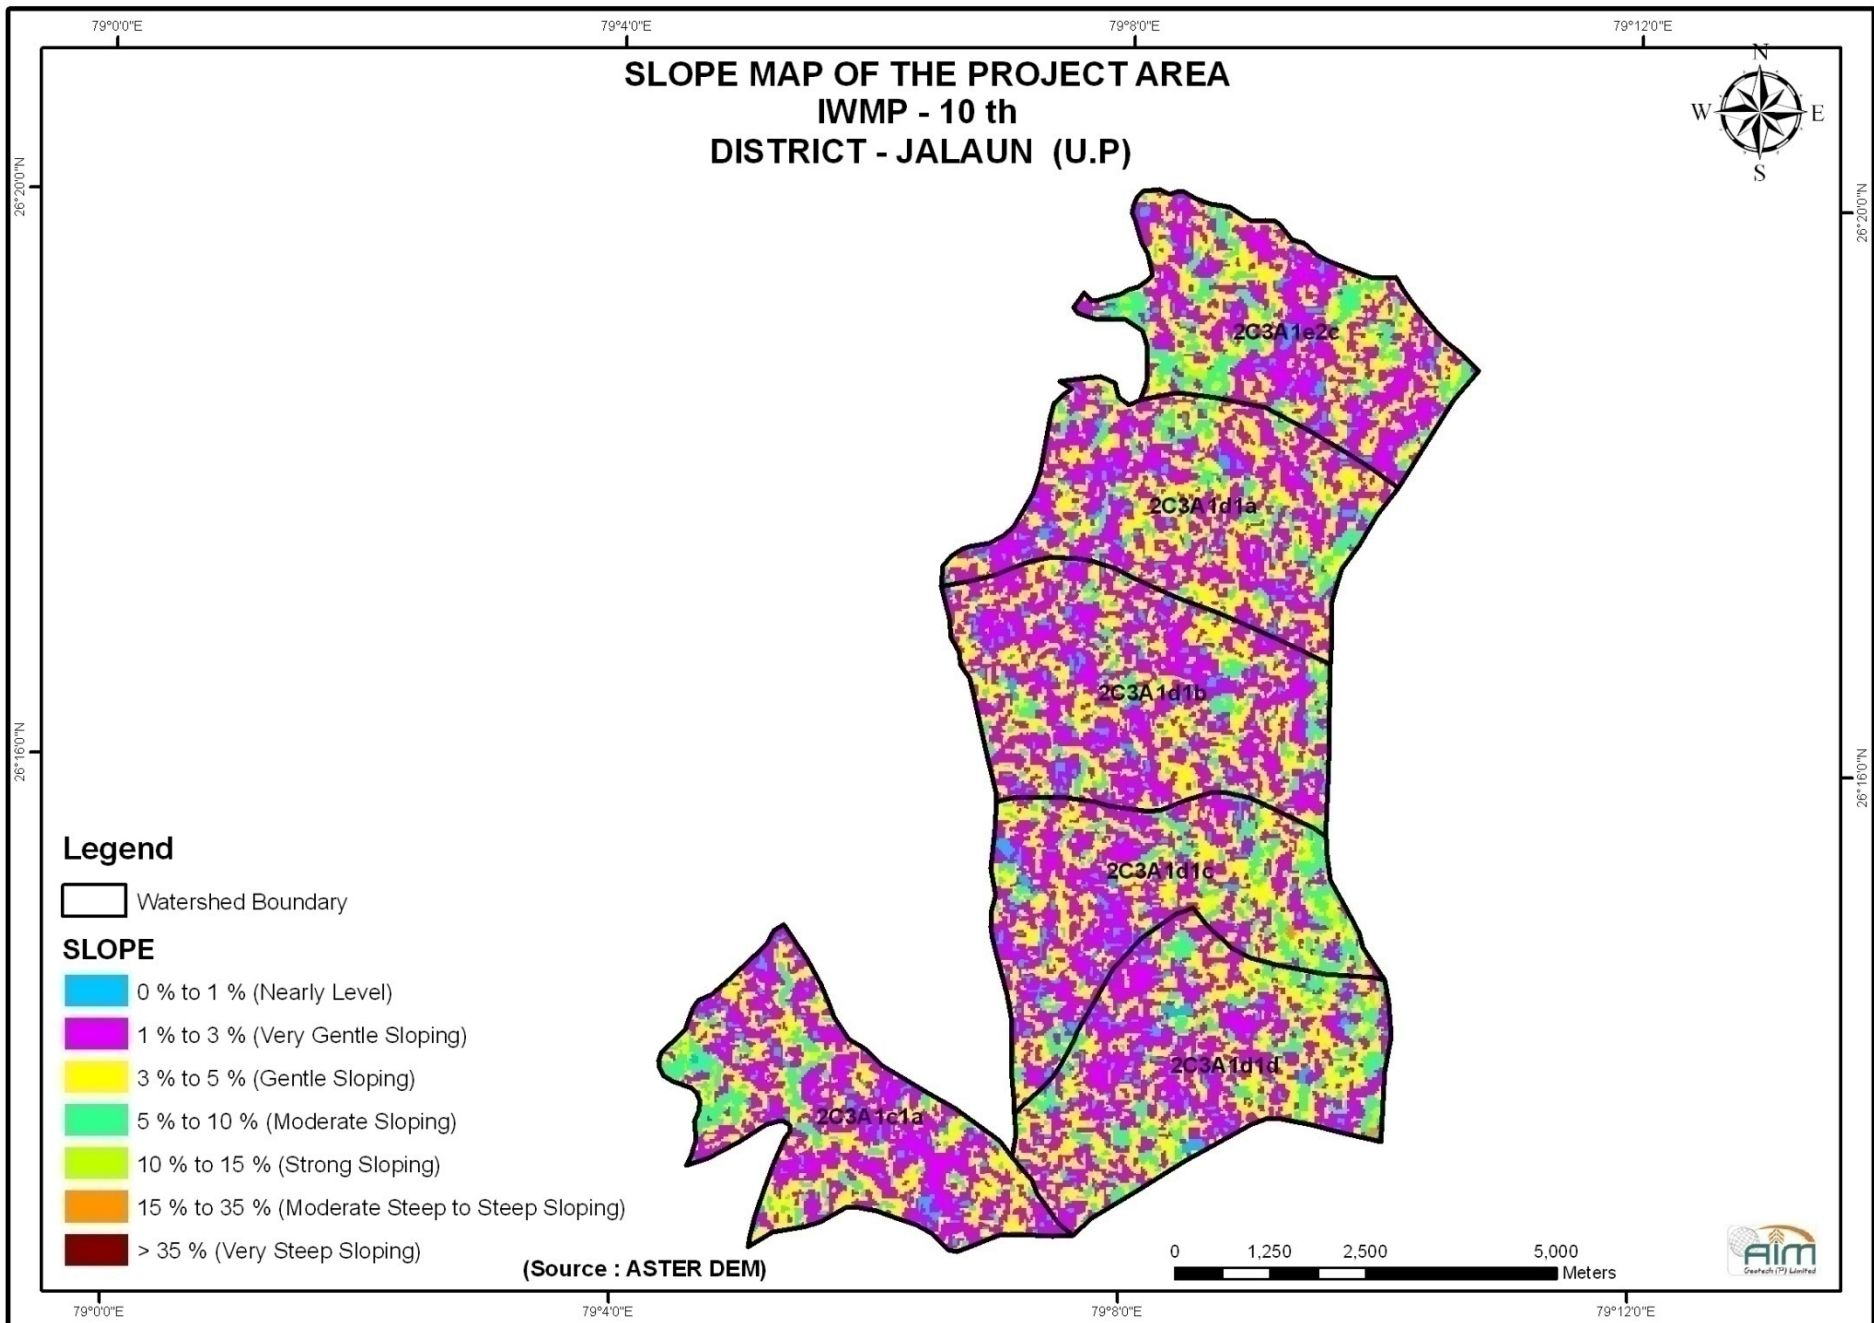 79°0'0"E
79°4'0"E
79°8'0"E
79°12'0"E
SLOPE MAP OF THE PROJECT AREA
IWMP - 10 th
DISTRICT - JALAUN (U.P)
N
W
E
S
26°20'0"N
26°20'0"N
2C3A1e2c
2C3A1d1a
2C3A1d1b
26°16'0"N
26°16'0"N
2C3A1d1c
2C3A1d1d
2C3A1c1a
Legend
Watershed Boundary
SLOPE
0 % to 1 % (Nearly Level)
1 % to 3 % (Very Gentle Sloping)
3 % to 5 % (Gentle Sloping)
5 % to 10 % (Moderate Sloping)
10 % to 15 % (Strong Sloping)
15 % to 35 % (Moderate Steep to Steep Sloping)
> 35 % (Very Steep Sloping)
(Source : ASTER DEM)
0 1,250 2,500 5,000
Meters
AIM
Geotech (P) Limited
79°0'0"E
79°4'0"E
79°8'0"E
79°12'0"E